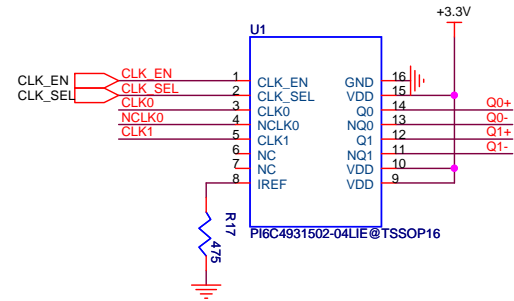 +3.3V
U1
CLK_EN
CLK_EN
1
CLK_EN
GND
16
CLK_SEL
CLK_SEL
2
CLK_SEL
VDD
15
CLK0
3
CLK0
Q0
14
Q0+
NCLK0
4
NCLK0
NQ0
13
Q0-
CLK1
5
CLK1
Q1
12
Q1+
6
NC
NQ1
11
Q1-
7
NC
VDD
10
8
IREF
VDD
9
R17
475
PI6C4931502-04LIE@TSSOP16